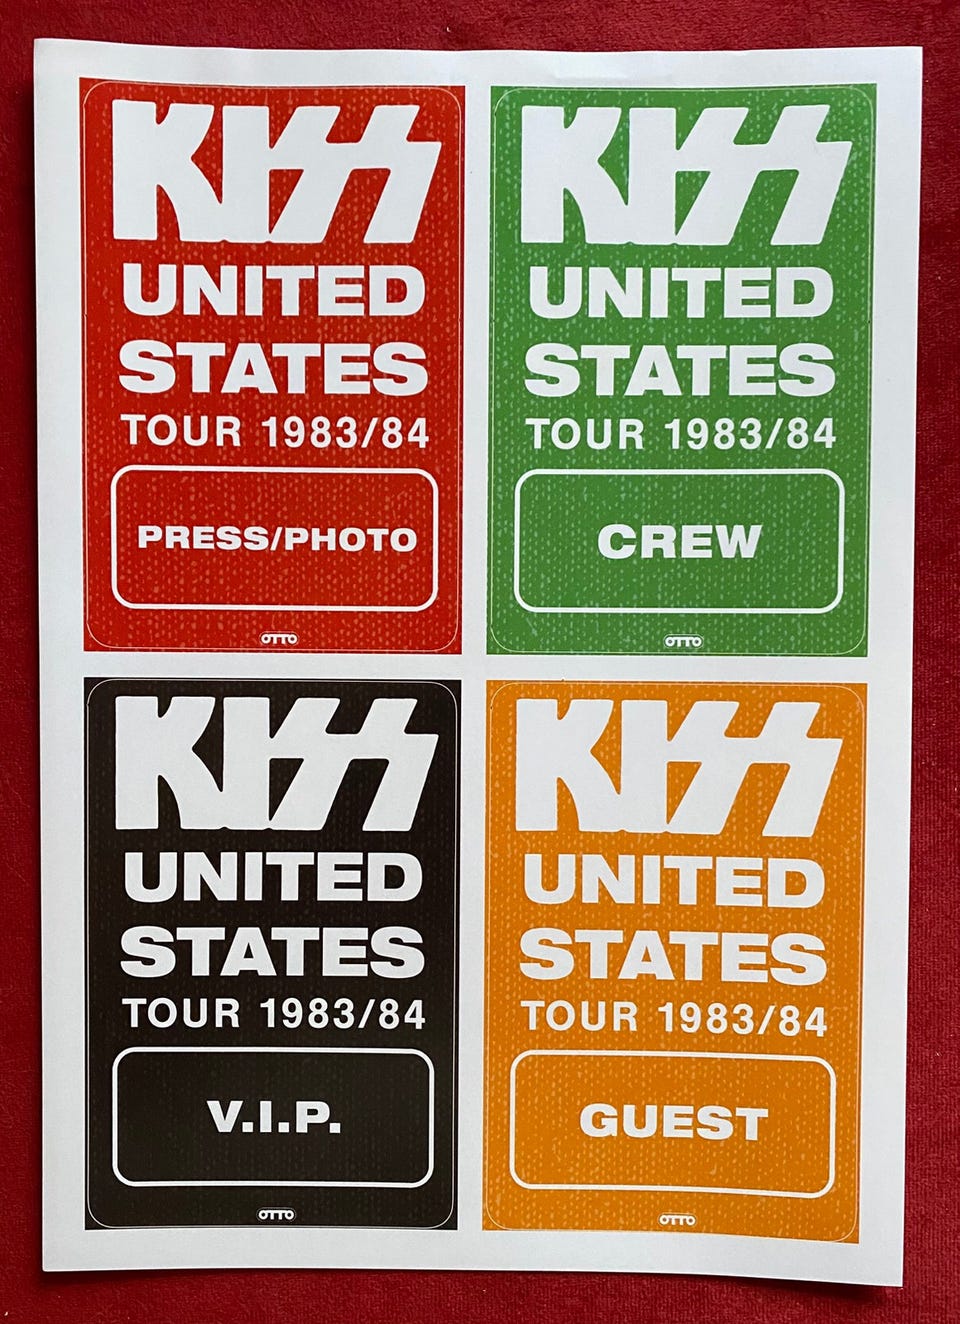 KISS
UNITED
STATES
TOUR 1983/84
PRESS/PHOTO
OTTO
KISS
UNITED
STATES
TOUR 1983/84
CREW
OTTO
KISS
UNITED
STATES
TOUR 1983/84
V.I.P.
OTTO
KISS
UNITED
STATES
TOUR 1983/84
GUEST
OTTO